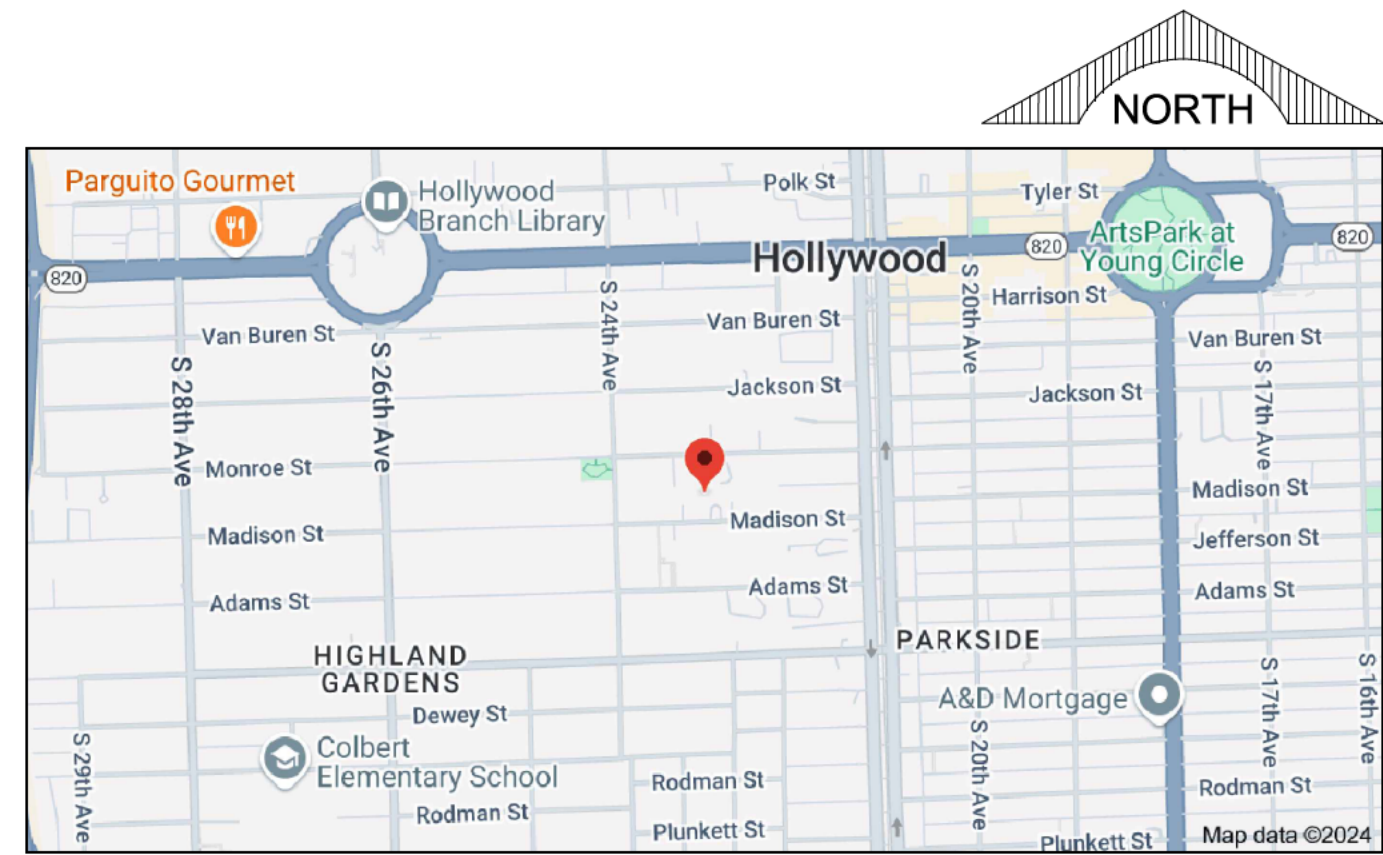 NORTH
Parguito Gourmet
Hollywood
Branch Library
Polk St
Tyler St
ArtsPark at
Young Circle
820
820
820
Hollywood
Harrison St
S 20th Ave
S 24th Ave
Van Buren St
Van Buren St
Van Buren St
S 28th Ave
S 26th Ave
Jackson St
Jackson St
S 17th Ave
Monroe St
Madison St
Madison St
Madison St
Jefferson St
Adams St
Adams St
Adams St
PARKSIDE
HIGHLAND
GARDENS
S 17th Ave
S 16th Ave
A&D Mortgage
Dewey St
S 29th Ave
Colbert
Elementary School
S 20th Ave
Rodman St
Rodman St
Rodman St
Plunkett St
Plunkett St
Map data ©2024